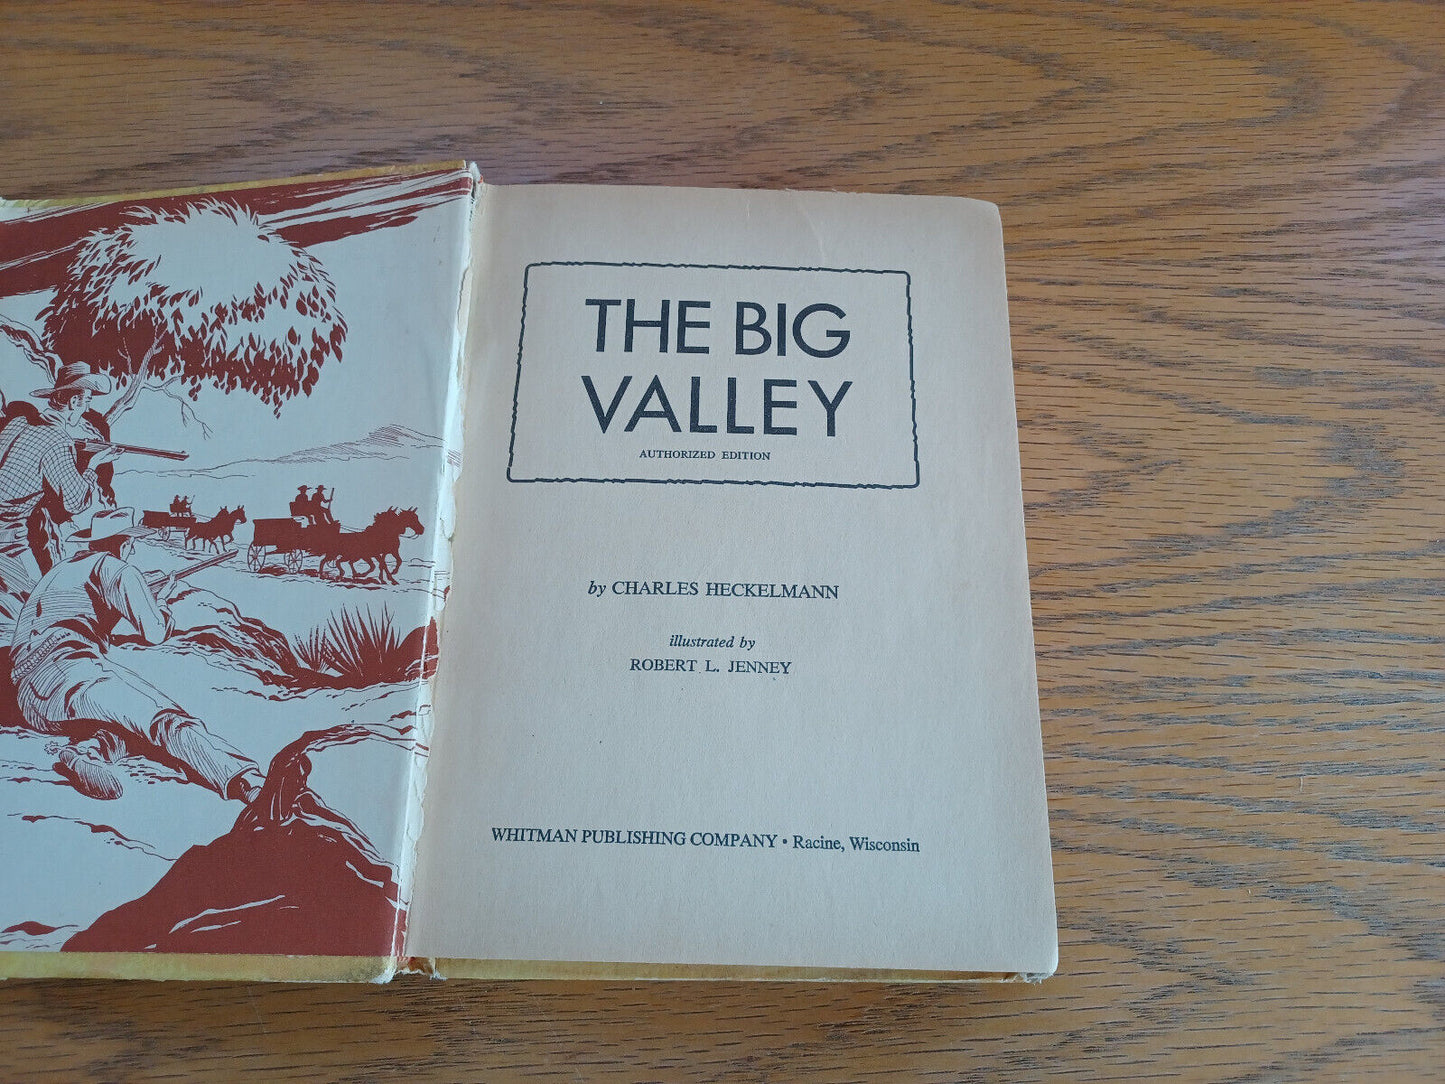 THE BIG
VALLEY
AUTHORIZED EDITION
by CHARLES HECKELMANN
illustrated by
ROBERT L. JENNEY
WHITMAN PUBLISHING COMPANY • Racine, Wisconsin